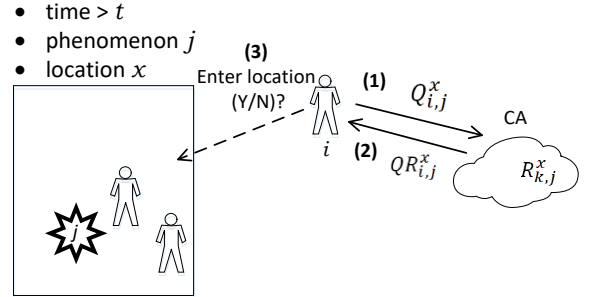 • time > t
• phenomenon j
• location x
(3)
Enter location
(Y/N)?
(1)
Q^x_{i,j}
CA
i
(2)
QR^x_{i,j}
R^x_{k,j}
j